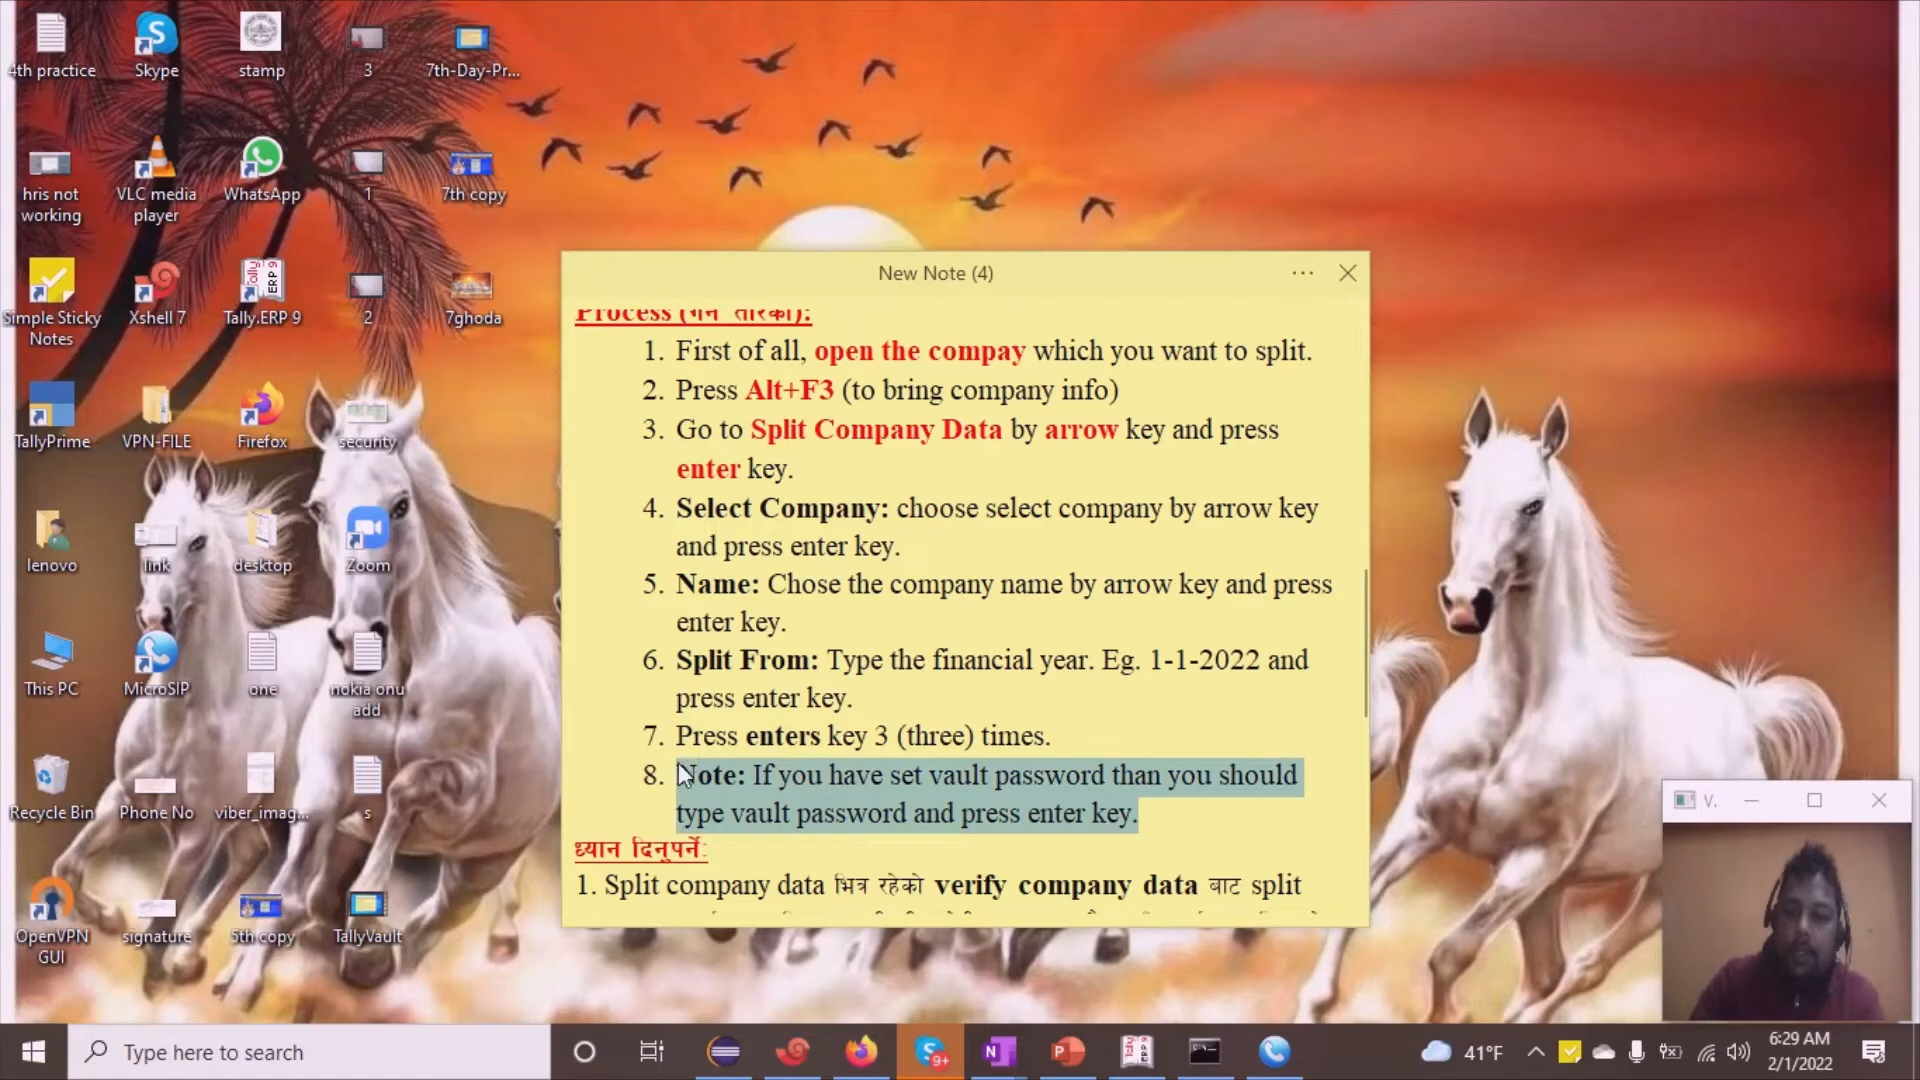 4th practice
Skype
stamp
3
7th-Day-Pr...
hris not
working
VLC media
player
WhatsApp
1
7th copy
Simple Sticky
Notes
Xshell 7
Tally.ERP 9
2
7ghoda
TallyPrime
VPN-FILE
Firefox
security
lenovo
link
desktop
Zoom
This PC
MicroSIP
one
nokia onu
add
Recycle Bin
Phone No
viber_imag...
s
OpenVPN
GUI
signature
5th copy
TallyVault
New Note (4)
1. First of all, open the compay which you want to split.
2. Press Alt+F3 (to bring company info)
3. Go to Split Company Data by arrow key and press
enter key.
4. Select Company: choose select company by arrow key
and press enter key.
5. Name: Chose the company name by arrow key and press
enter key.
6. Split From: Type the financial year. Eg. 1-1-2022 and
press enter key.
7. Press enters key 3 (three) times.
8. Note: If you have set vault password than you should
type vault password and press enter key.
ध्यान दिनुपर्ने:
1. Split company data भित्र रहेको verify company data बाट split
V.
Type here to search
9+
41°F
6:29 AM
2/1/2022